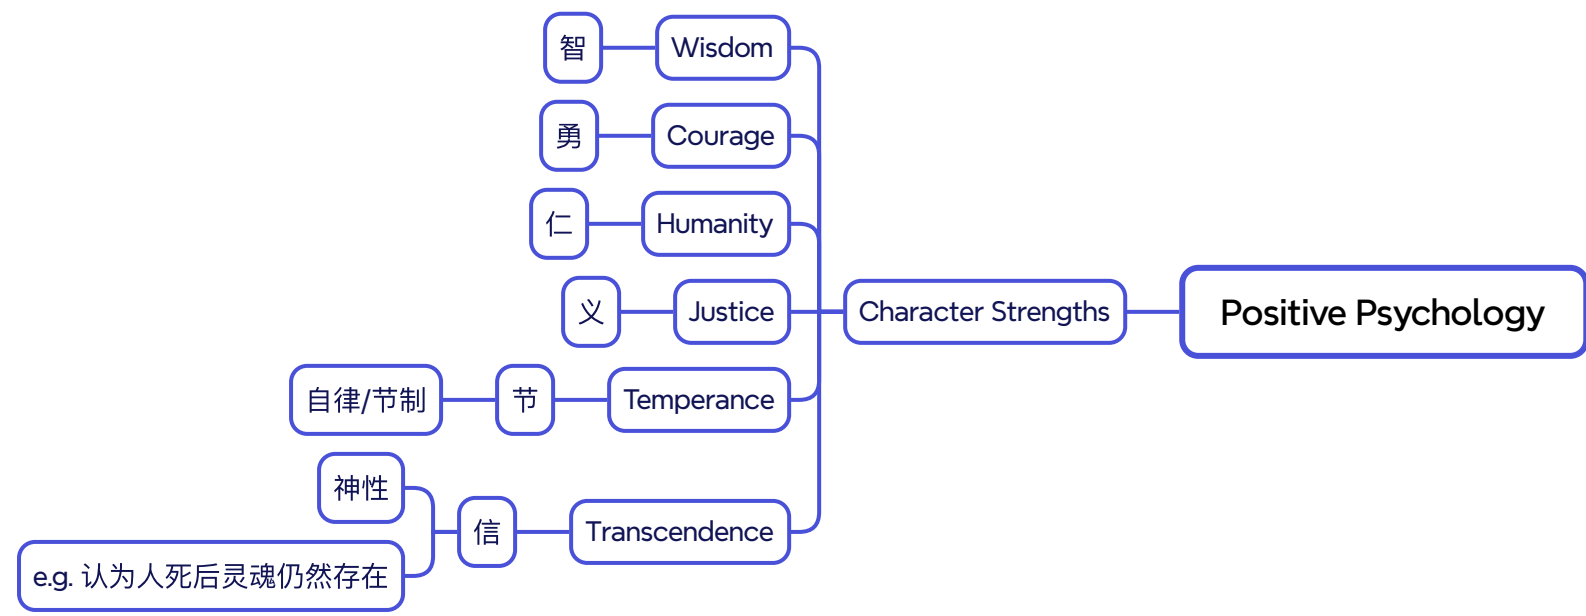 智
Wisdom
勇
Courage
仁
Humanity
义
Justice
Character Strengths
Positive Psychology
自律/节制
节
Temperance
神性
信
Transcendence
e.g. 认为人死后灵魂仍然存在